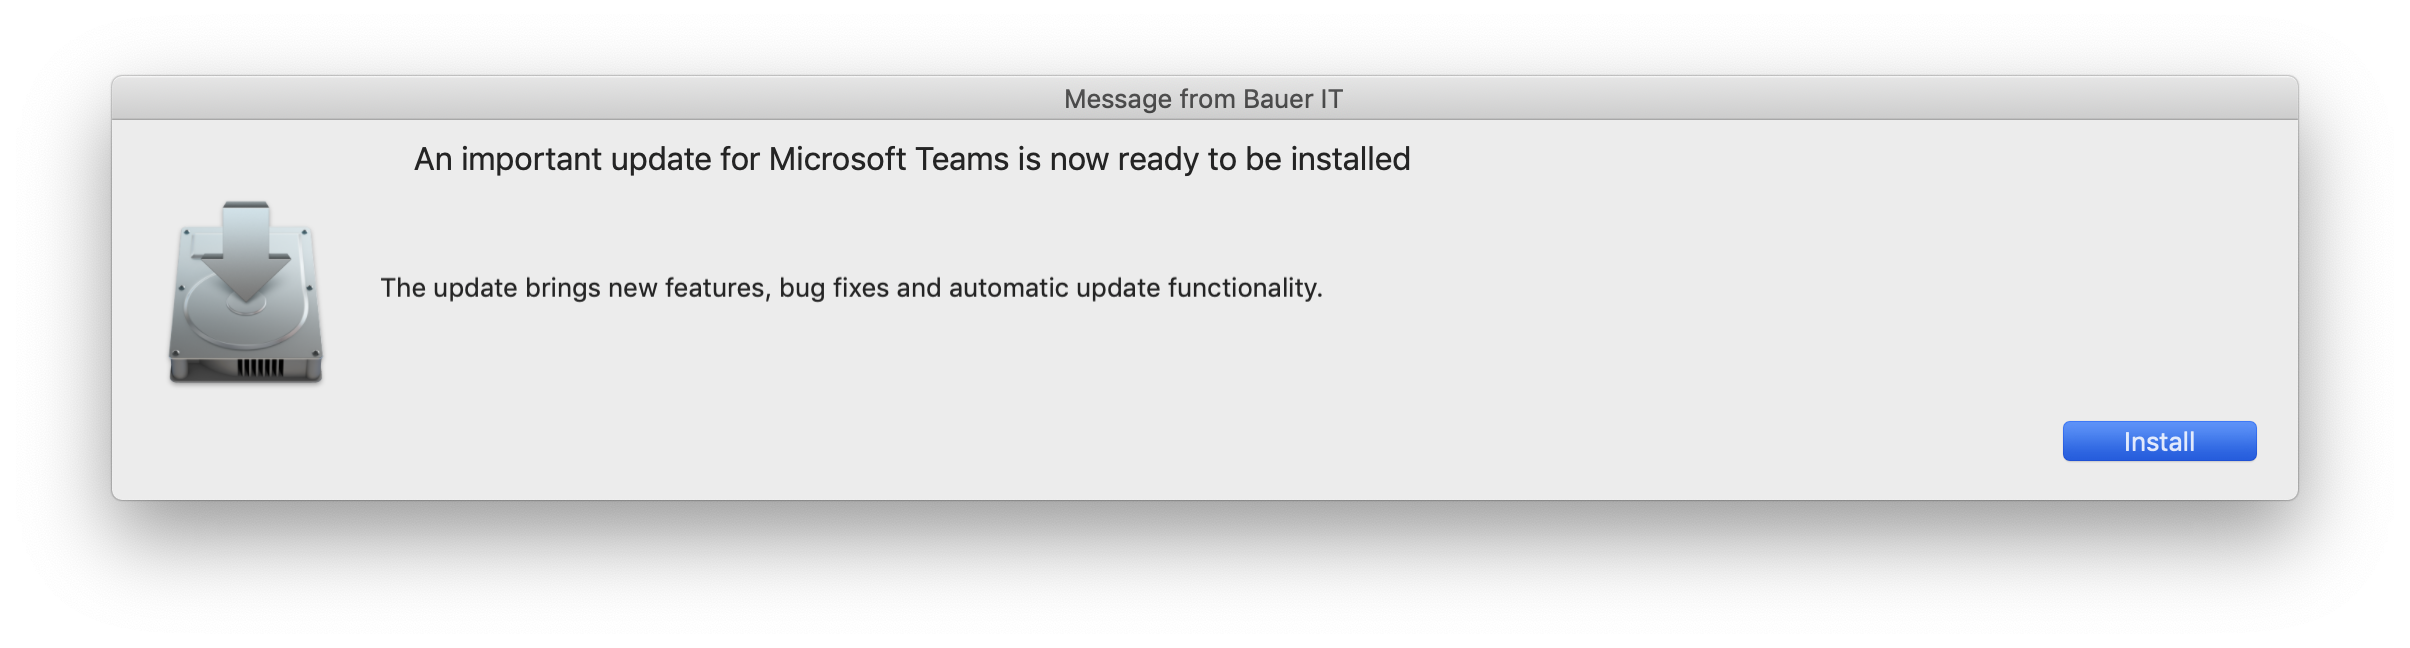 Message from Bauer IT
An important update for Microsoft Teams is now ready to be installed
The update brings new features, bug fixes and automatic update functionality.
Install